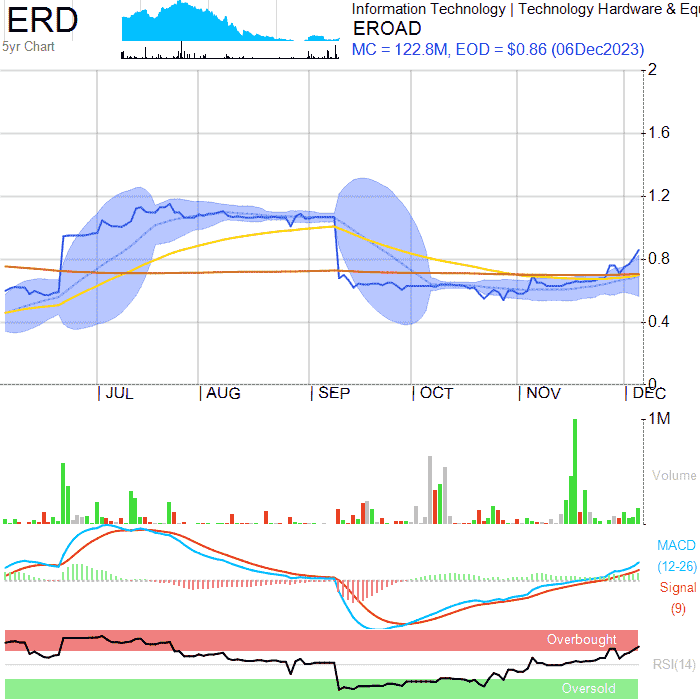 ERD
5yr Chart
Information Technology | Technology Hardware & Equ
EROAD
MC = 122.8M, EOD = $0.86 (06Dec2023)
2
1.6
1.2
0.8
0.4
0
JUL
AUG
SEP
OCT
NOV
DEC
1M
Volume
MACD
(12-26)
Signal
(9)
Overbought
RSI(14)
Oversold